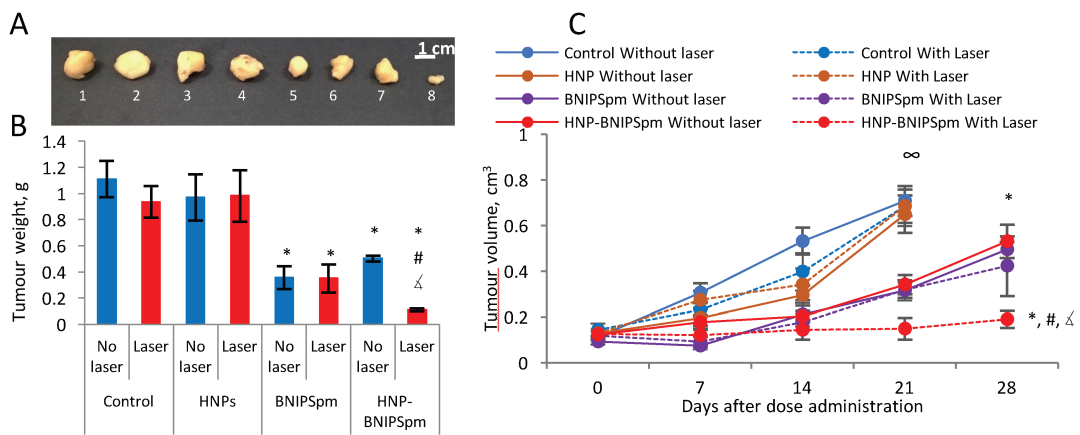 A
1 cm
1 2 3 4 5 6 7 8
B
Tumour weight, g
1.4
1.2
1
0.8
0.6
0.4
0.2
0
* * * *
#
∡
No laser Laser No laser Laser No laser Laser No laser Laser
Control HNPs BNIPSpm HNP-BNIPSpm
C
Control Without laser Control With Laser
HNP Without laser HNP With Laser
BNIPSpm Without laser BNIPSpm With Laser
HNP-BNIPSpm Without laser HNP-BNIPSpm With Laser
Tumour volume, cm³
1
0.8
0.6
0.4
0.2
0
∞
*
*, #, ∡
0 7 14 21 28
Days after dose administration